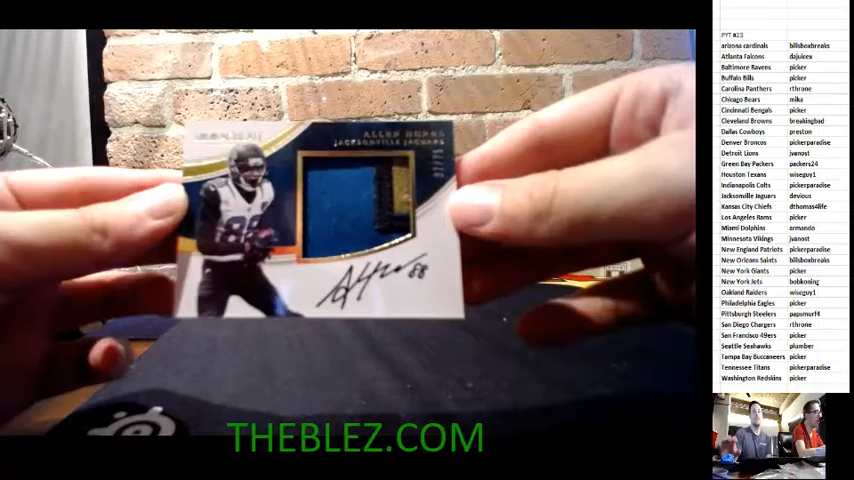 IMMACULATE
ALLEN HURNS
JACKSONVILLE JAGUARS
88
88
THEBLEZ.COM
PYT #23
arizona cardinals billsboxbreaks
Atlanta Falcons dajuicex
Baltimore Ravens picker
Buffalo Bills picker
Carolina Panthers rthrone
Chicago Bears mika
Cincinnati Bengals picker
Cleveland Browns breakingbad
Dallas Cowboys preston
Denver Broncos pickerparadise
Detroit Lions jvanost
Green Bay Packers packers24
Houston Texans wiseguy1
Indianapolis Colts pickerparadise
Jacksonville Jaguars devious
Kansas City Chiefs dthomas4life
Los Angeles Rams picker
Miami Dolphins armando
Minnesota Vikings jvanost
New England Patriots pickerparadise
New Orleans Saints billsboxbreaks
New York Giants picker
New York Jets bobkoning
Oakland Raiders wiseguy1
Philadelphia Eagles picker
Pittsburgh Steelers papsmurf4
San Diego Chargers rthrone
San Francisco 49ers picker
Seattle Seahawks plumber
Tampa Bay Buccaneers picker
Tennessee Titans pickerparadise
Washington Redskins picker